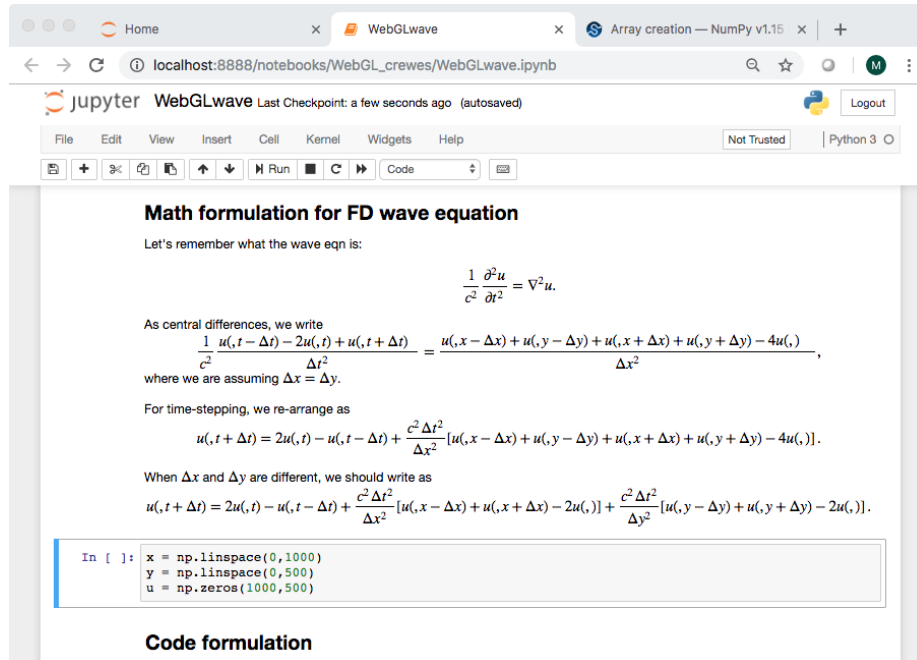 Home × WebGLwave × Array creation — NumPy v1.15 × +
localhost:8888/notebooks/WebGL_crewes/WebGLwave.ipynb M
jupyter WebGLwave Last Checkpoint: a few seconds ago (autosaved) Logout
File Edit View Insert Cell Kernel Widgets Help Not Trusted Python 3
Run Code
Math formulation for FD wave equation
Let's remember what the wave eqn is:
1/c² ∂²u/∂t² = ∇²u.
As central differences, we write
1/c² (u(,t − Δt) − 2u(,t) + u(,t + Δt))/Δt² = (u(,x − Δx) + u(,y − Δy) + u(,x + Δx) + u(,y + Δy) − 4u(,))/Δx²,
where we are assuming Δx = Δy.
For time-stepping, we re-arrange as
u(,t + Δt) = 2u(,t) − u(,t − Δt) + c² Δt²/Δx² [u(,x − Δx) + u(,y − Δy) + u(,x + Δx) + u(,y + Δy) − 4u(,)].
When Δx and Δy are different, we should write as
u(,t + Δt) = 2u(,t) − u(,t − Δt) + c² Δt²/Δx² [u(,x − Δx) + u(,x + Δx) − 2u(,)] + c² Δt²/Δy² [u(,y − Δy) + u(,y + Δy) − 2u(,)].
In [ ]: x = np.linspace(0,1000)
y = np.linspace(0,500)
u = np.zeros(1000,500)
Code formulation